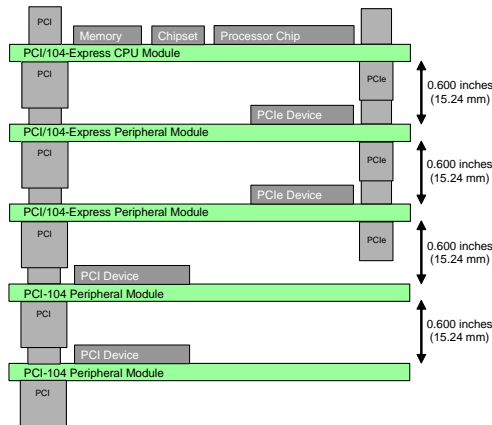 PCI
Memory
Chipset
Processor Chip
PCI/104-Express CPU Module
PCI
PCIe
0.600 inches
(15.24 mm)
PCIe Device
PCI/104-Express Peripheral Module
PCI
PCIe
0.600 inches
(15.24 mm)
PCIe Device
PCI/104-Express Peripheral Module
PCI
PCIe
0.600 inches
(15.24 mm)
PCI Device
PCI-104 Peripheral Module
PCI
0.600 inches
(15.24 mm)
PCI Device
PCI-104 Peripheral Module
PCI